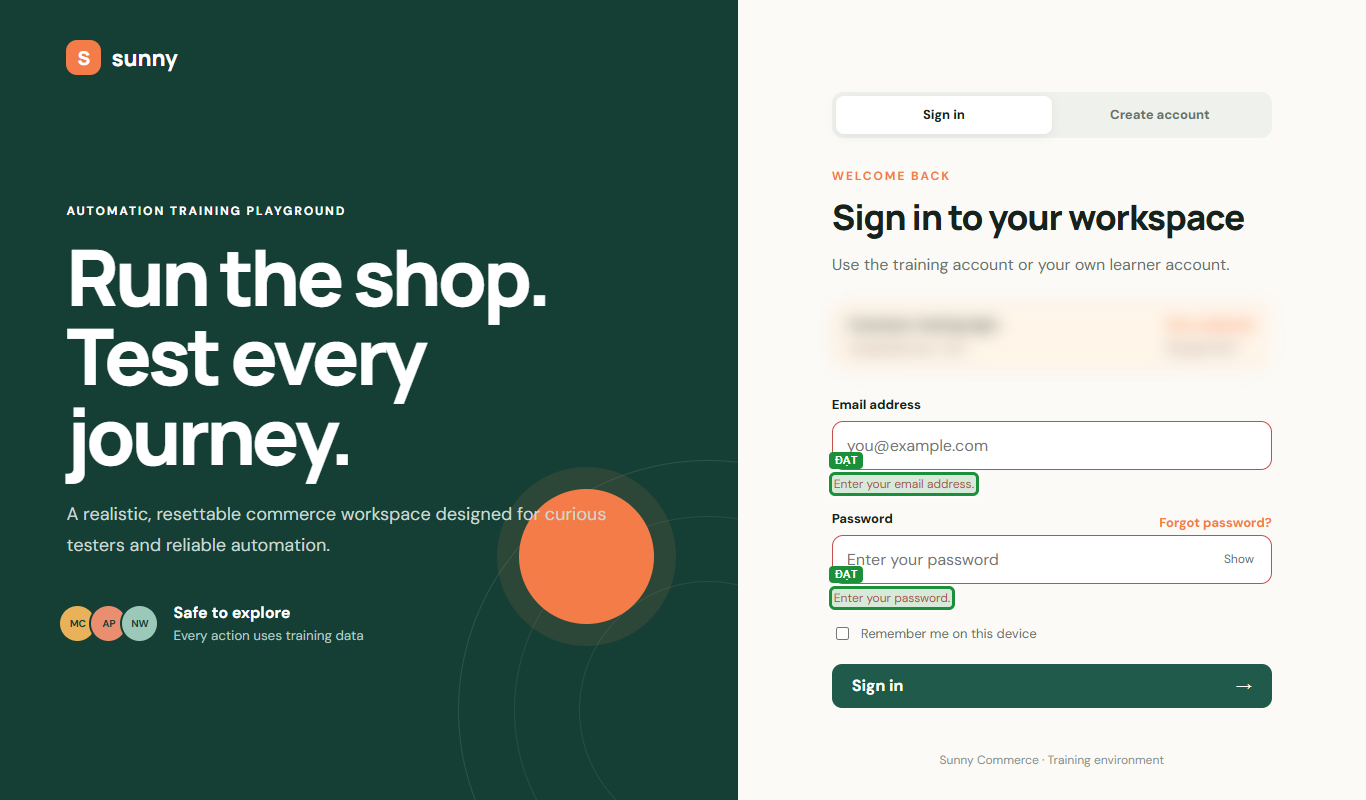 S sunny
AUTOMATION TRAINING PLAYGROUND
Run the shop.
Test every
journey.
A realistic, resettable commerce workspace designed for curious
testers and reliable automation.
MC AP NW
Safe to explore
Every action uses training data
Sign in
Create account
WELCOME BACK
Sign in to your workspace
Use the training account or your own learner account.
Email address
you@example.com
ĐẠT
Enter your email address.
Password
Forgot password?
Enter your password
Show
ĐẠT
Enter your password.
Remember me on this device
Sign in →
Sunny Commerce · Training environment